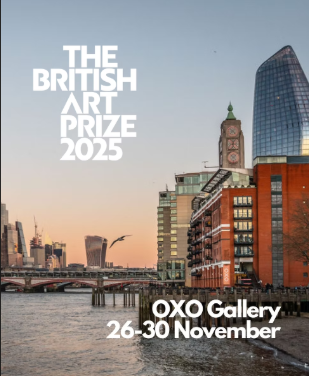 THE
BRITISH
ART
PRIZE
2025
OXO Gallery
26-30 November